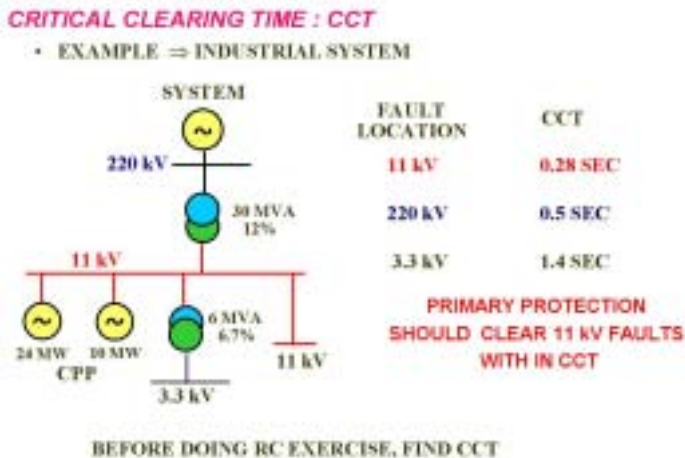 CRITICAL CLEARING TIME : CCT
• EXAMPLE ⇒ INDUSTRIAL SYSTEM
SYSTEM
220 kV
30 MVA
12%
11 kV
24 MW
10 MW
CPP
6 MVA
6.7%
3.3 kV
11 kV
FAULT
LOCATION
CCT
11 kV
0.28 SEC
220 kV
0.5 SEC
3.3 kV
1.4 SEC
PRIMARY PROTECTION
SHOULD CLEAR 11 kV FAULTS
WITH IN CCT
BEFORE DOING RC EXERCISE, FIND CCT